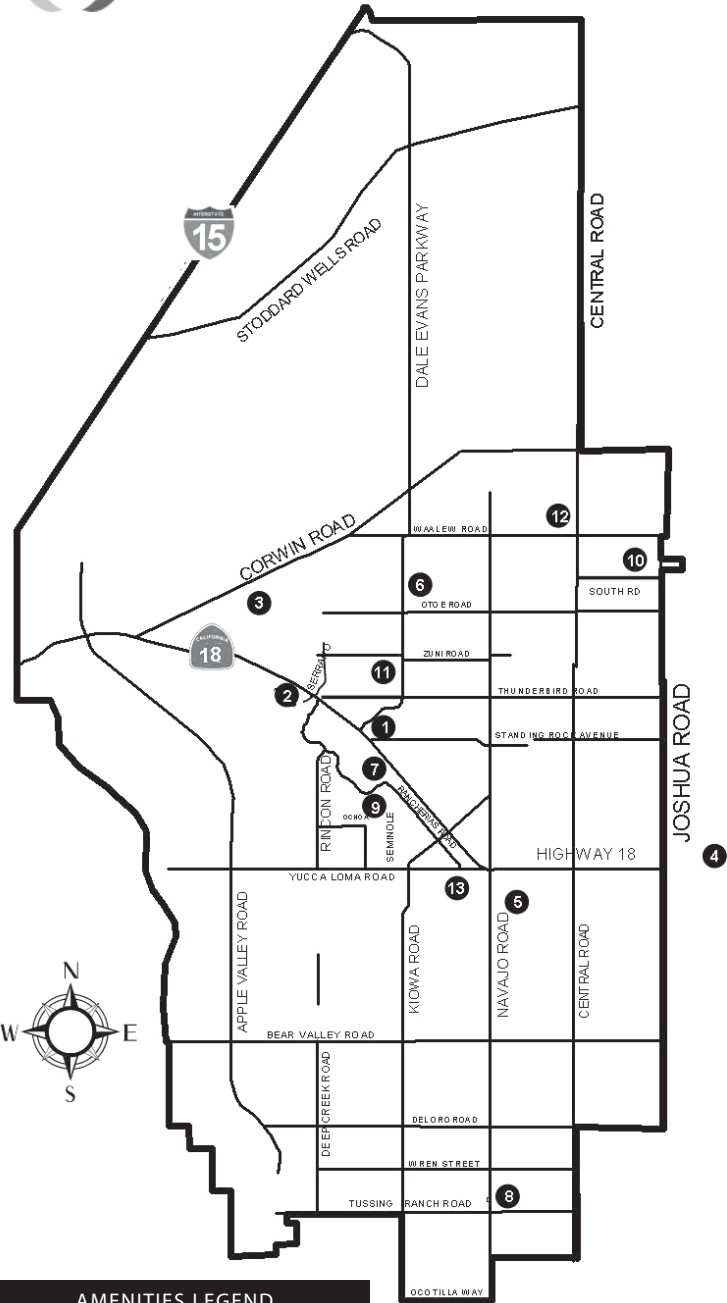 INTERSTATE
15
STODDARD WELLS ROAD
DALE EVANS PARKWAY
CENTRAL ROAD
12
WAALEW ROAD
CORWIN ROAD
10
6
SOUTH RD
3
OTOE ROAD
CALIFORNIA
18
SERRANO
ZUNI ROAD
11
2
THUNDERBIRD ROAD
1
STANDING ROCK AVENUE
JOSHUA ROAD
7
RINCON ROAD
9
RANCHERIAS ROAD
OCHOA
SEMINOLE
HIGHWAY 18
4
YUCCA LOMA ROAD
13
5
APPLE VALLEY ROAD
KIOWA ROAD
NAVAJO ROAD
CENTRAL ROAD
N
W E
S
BEAR VALLEY ROAD
DEEP CREEK ROAD
DEL ORO ROAD
WREN STREET
8
TUSSING RANCH ROAD
AMENITIES LEGEND
OCOTILLA WAY